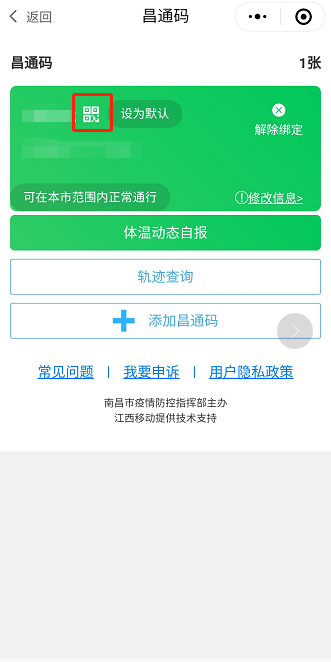 返回
昌通码
昌通码
1张
设为默认
解除绑定
可在本市范围内正常通行
修改信息>
体温动态自报
轨迹查询
添加昌通码
常见问题 | 我要申诉 | 用户隐私政策
南昌市疫情防控指挥部主办
江西移动提供技术支持